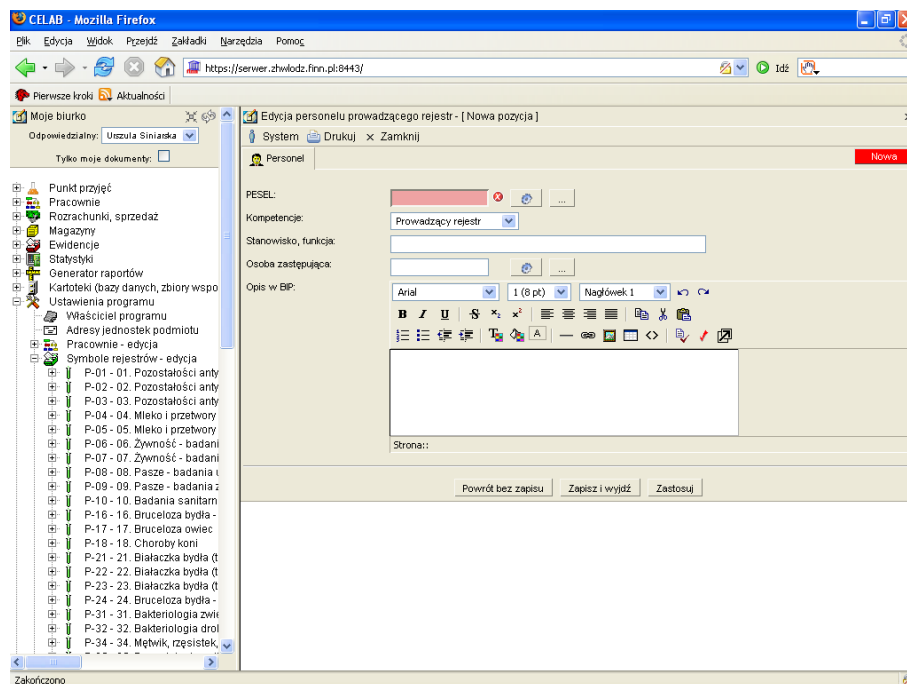 CELAB - Mozilla Firefox
Plik Edycja Widok Przejdź Zakładki Narzędzia Pomoc
https://serwer.zhwlodz.finn.pl:8443/ Idź
Pierwsze kroki Aktualności
Moje biurko
Odpowiedzialny: Urszula Siniarska
Tylko moje dokumenty:
Punkt przyjęć
Pracownie
Rozrachunki, sprzedaż
Magazyny
Ewidencje
Statystyki
Generator raportów
Kartoteki (bazy danych, zbiory wspo
Ustawienia programu
Właściciel programu
Adresy jednostek podmiotu
Pracownie - edycja
Symbole rejestrów - edycja
P-01 - 01. Pozostałości anty
P-02 - 02. Pozostałości anty
P-03 - 03. Pozostałości anty
P-04 - 04. Mleko i przetwory
P-05 - 05. Mleko i przetwory
P-06 - 06. Żywność - badani
P-07 - 07. Żywność - badani
P-08 - 08. Pasze - badania
P-09 - 09. Pasze - badania
P-10 - 10. Badania sanitarn
P-16 - 16. Bruceloza bydła -
P-17 - 17. Bruceloza owiec
P-18 - 18. Choroby koni
P-21 - 21. Białaczka bydła (t
P-22 - 22. Białaczka bydła (t
P-23 - 23. Białaczka bydła (t
P-24 - 24. Bruceloza bydła -
P-31 - 31. Bakteriologia zwie
P-32 - 32. Bakteriologia drol
P-34 - 34. Mętwik, rzęsistek,
Edycja personelu prowadzącego rejestr - [ Nowa pozycja ]
System Drukuj Zamknij
Personel Nowa
PESEL: ...
Kompetencje: Prowadzący rejestr
Stanowisko, funkcja:
Osoba zastępująca: ...
Opis w BIP: Arial 1 (8 pt) Nagłówek 1
B I U S x₂ x² 
A
Strona::
Powrót bez zapisu Zapisz i wyjdź Zastosuj
Zakończono